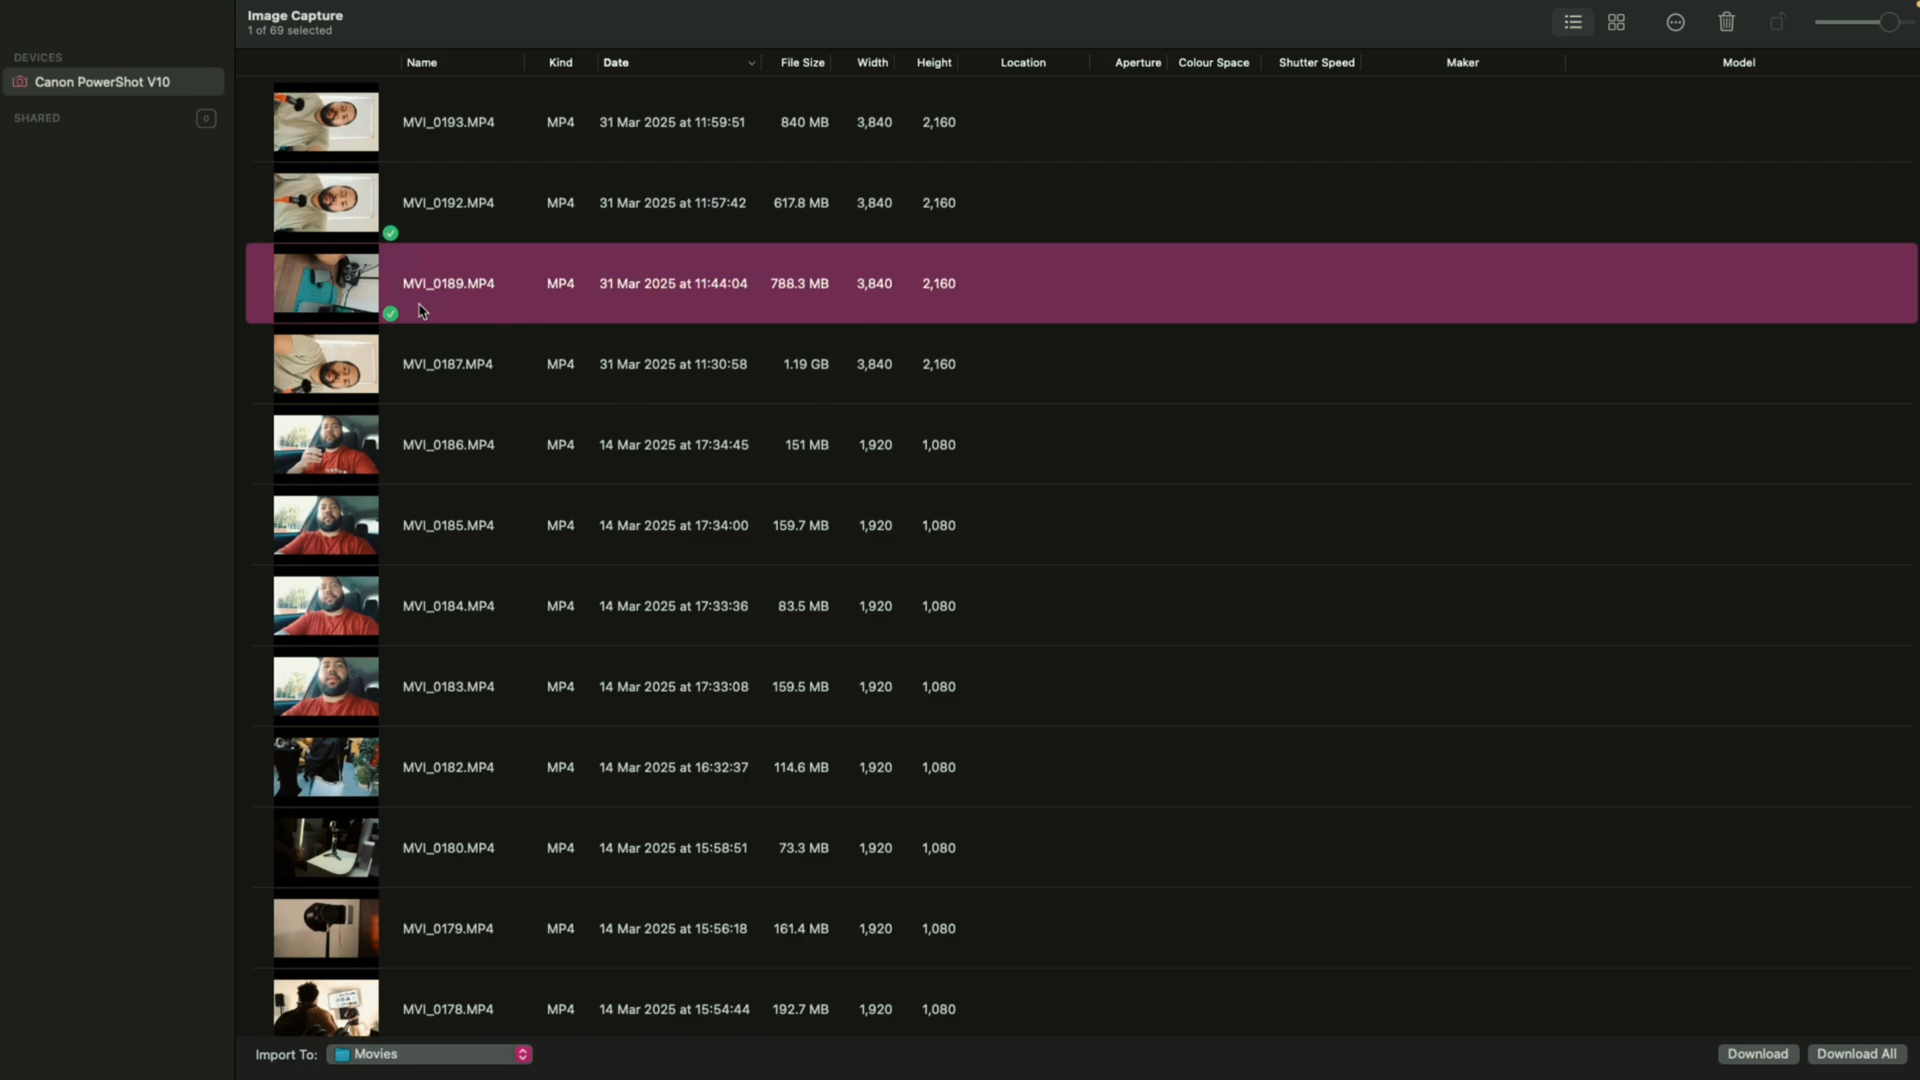 Image Capture
1 of 69 selected
DEVICES
Canon PowerShot V10
SHARED 0
Name Kind Date File Size Width Height Location Aperture Colour Space Shutter Speed Maker Model
MVI_0193.MP4 MP4 31 Mar 2025 at 11:59:51 840 MB 3,840 2,160
MVI_0192.MP4 MP4 31 Mar 2025 at 11:57:42 617.8 MB 3,840 2,160
MVI_0189.MP4 MP4 31 Mar 2025 at 11:44:04 788.3 MB 3,840 2,160
MVI_0187.MP4 MP4 31 Mar 2025 at 11:30:58 1.19 GB 3,840 2,160
MVI_0186.MP4 MP4 14 Mar 2025 at 17:34:45 151 MB 1,920 1,080
MVI_0185.MP4 MP4 14 Mar 2025 at 17:34:00 159.7 MB 1,920 1,080
MVI_0184.MP4 MP4 14 Mar 2025 at 17:33:36 83.5 MB 1,920 1,080
MVI_0183.MP4 MP4 14 Mar 2025 at 17:33:08 159.5 MB 1,920 1,080
MVI_0182.MP4 MP4 14 Mar 2025 at 16:32:37 114.6 MB 1,920 1,080
MVI_0180.MP4 MP4 14 Mar 2025 at 15:58:51 73.3 MB 1,920 1,080
MVI_0179.MP4 MP4 14 Mar 2025 at 15:56:18 161.4 MB 1,920 1,080
MVI_0178.MP4 MP4 14 Mar 2025 at 15:54:44 192.7 MB 1,920 1,080
Import To: Movies Download Download All